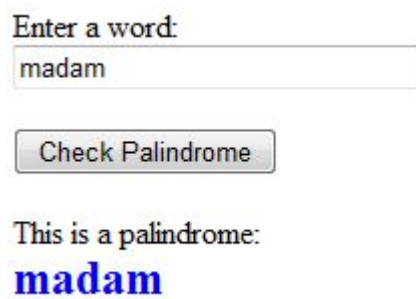 Enter a word:
madam
Check Palindrome
This is a palindrome:
madam